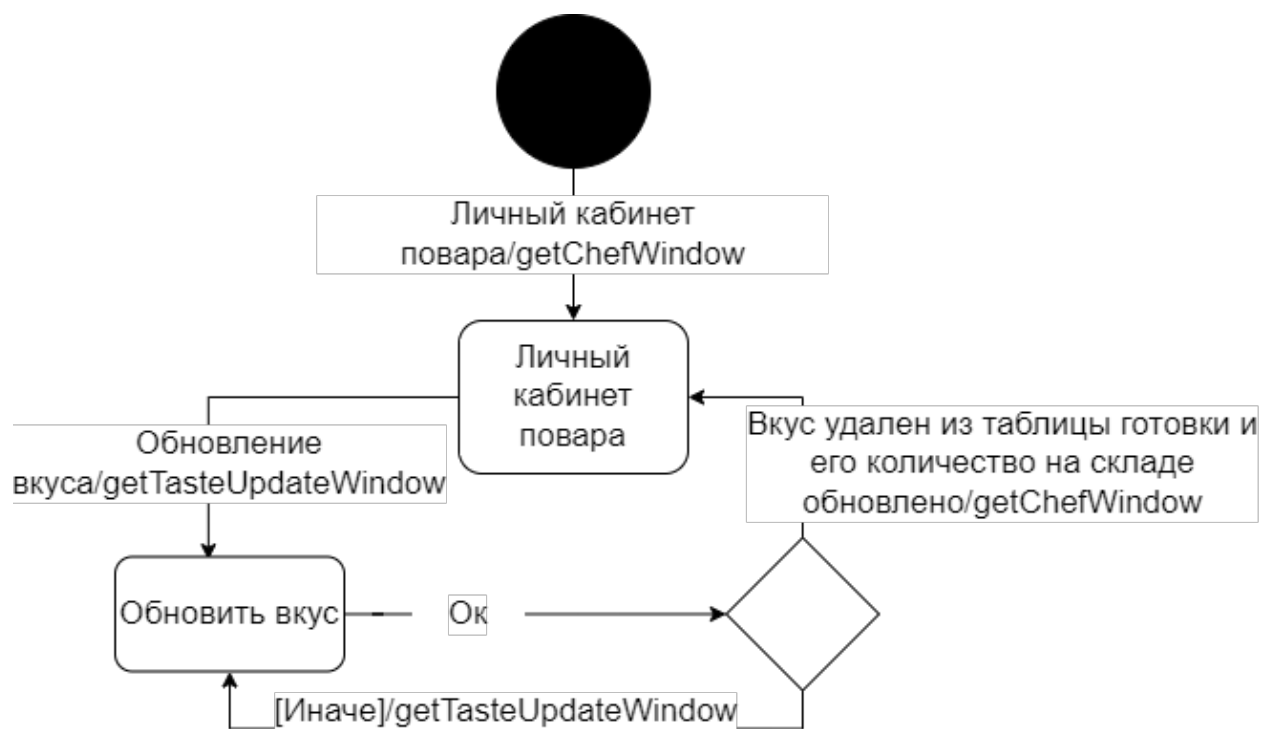 Личный кабинет
повара/getChefWindow
Личный
кабинет
повара
Обновление
вкуса/getTasteUpdateWindow
Вкус удален из таблицы готовки и
его количество на складе
обновлено/getChefWindow
Обновить вкус
Ок
[Иначе]/getTasteUpdateWindow